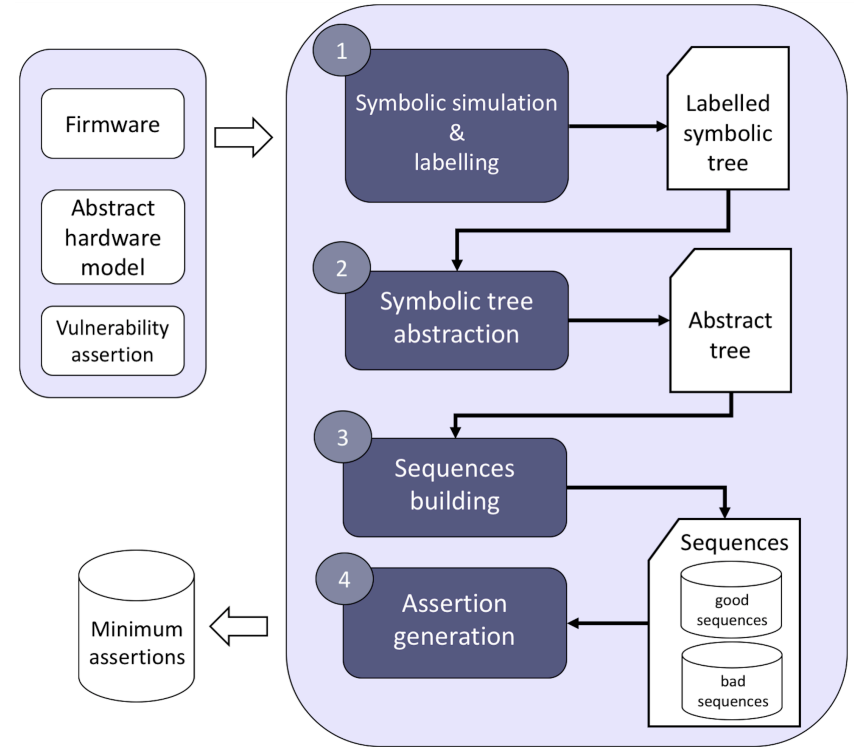 Firmware
Abstract
hardware
model
Vulnerability
assertion
1
Symbolic simulation
&
labelling
Labelled
symbolic
tree
2
Symbolic tree
abstraction
Abstract
tree
3
Sequences
building
Sequences
good
sequences
bad
sequences
4
Assertion
generation
Minimum
assertions